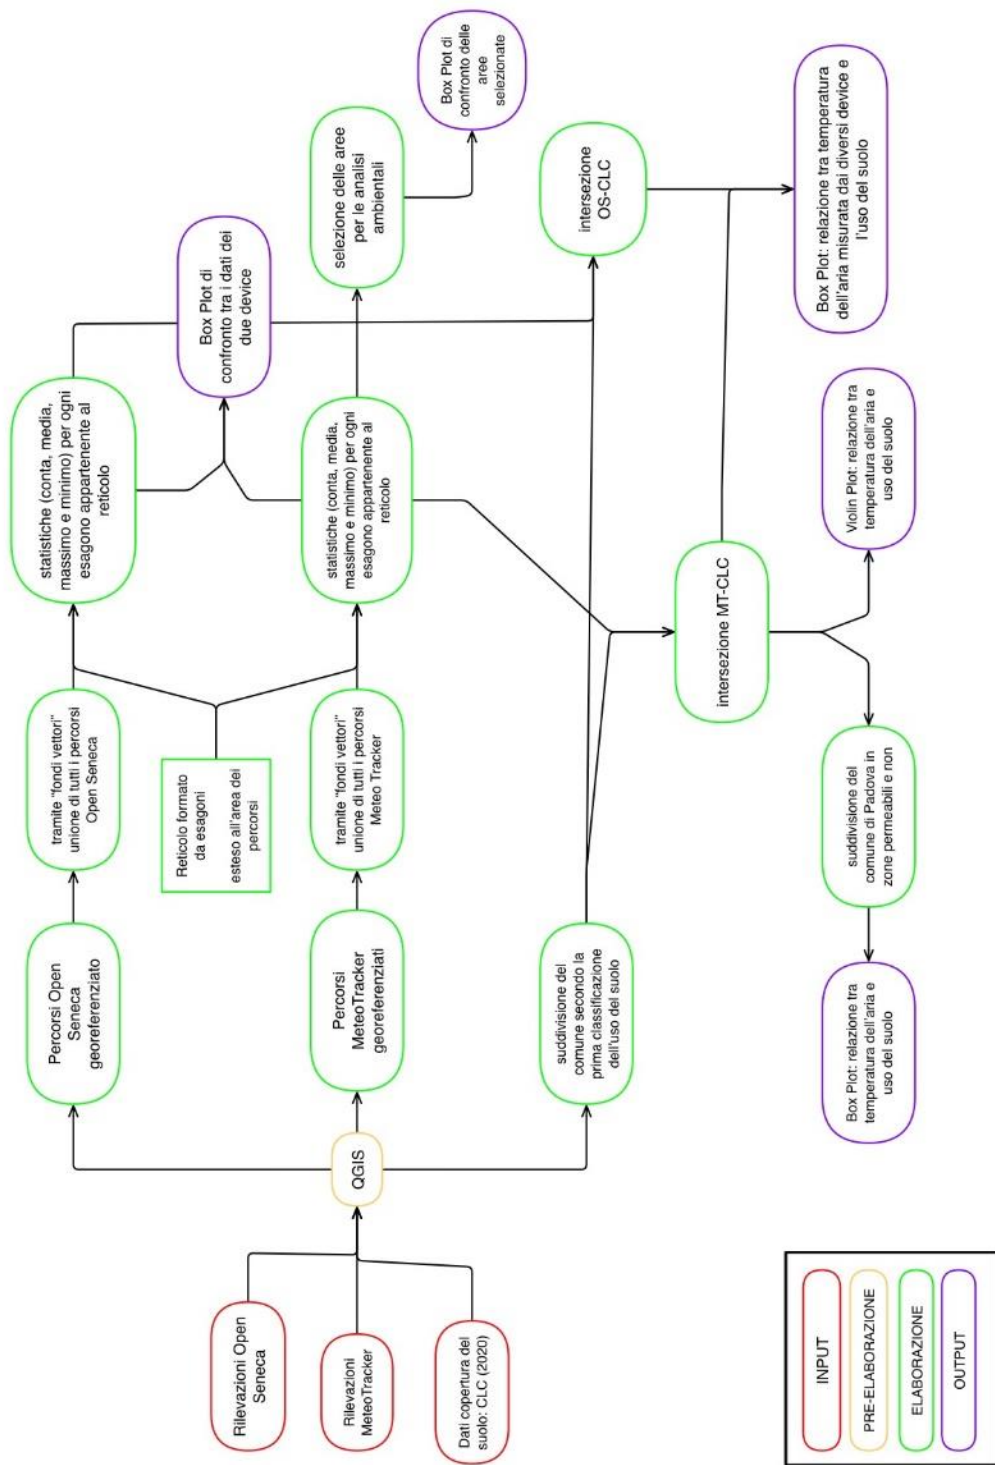 Rilevazioni Open
Seneca
Rilevazioni
MeteoTracker
Dati copertura del
suolo: CLC (2020)
QGIS
Percorsi Open
Seneca
georeferenziato
Percorsi
MeteoTracker
georeferenziati
suddivisione del
comune secondo la
prima classificazione
dell'uso del suolo
tramite "fondi vettori"
unione di tutti i percorsi
Open Seneca
Reticolo formato
da esagoni
esteso all'area dei
percorsi
tramite "fondi vettori"
unione di tutti i percorsi
Meteo Tracker
statistiche (conta, media,
massimo e minimo) per ogni
esagono appartenente al
reticolo
statistiche (conta, media,
massimo e minimo) per ogni
esagono appartenente al
reticolo
Box Plot di
confronto tra i dati dei
due device
selezione delle aree
per le analisi
ambientali
Box Plot di
confronto delle
aree
selezionate
intersezione
OS-CLC
intersezione MT-CLC
Box Plot: relazione tra temperatura
dell'aria misurata dai diversi device e
l'uso del suolo
Violin Plot: relazione tra
temperatura dell'aria e
uso del suolo
suddivisione del
comune di Padova in
zone permeabili e non
Box Plot: relazione tra
temperatura dell'aria e
uso del suolo
INPUT
PRE-ELABORAZIONE
ELABORAZIONE
OUTPUT